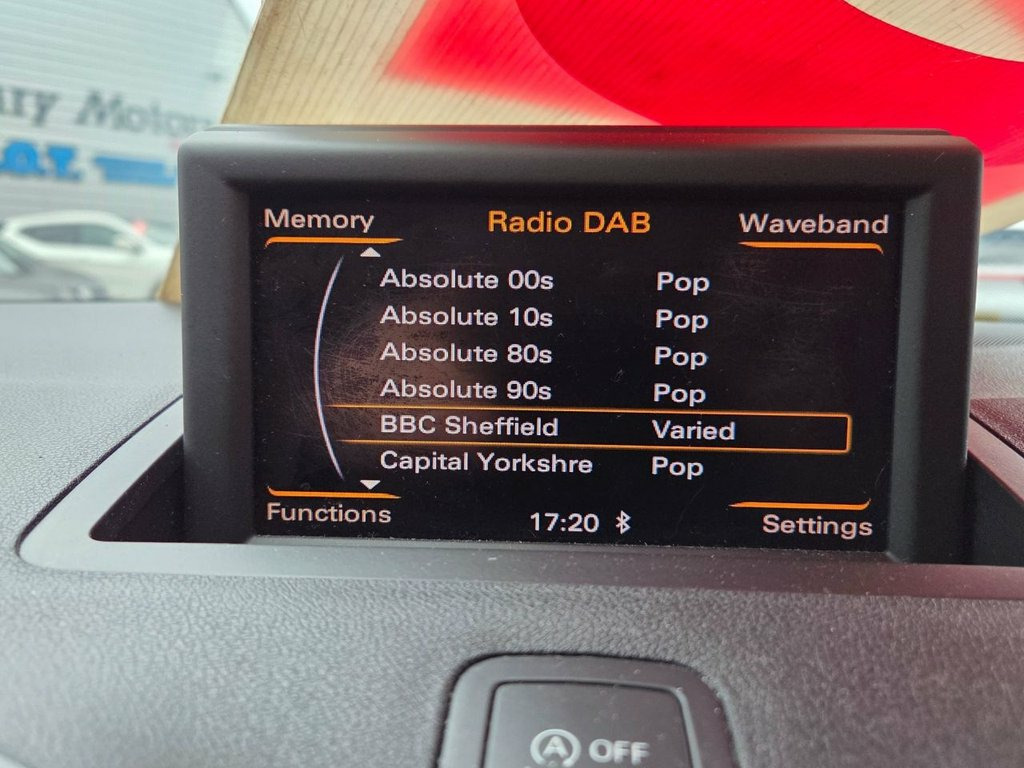 Motors
Memory Radio DAB Waveband
Absolute 00s Pop
Absolute 10s Pop
Absolute 80s Pop
Absolute 90s Pop
BBC Sheffield Varied
Capital Yorkshre Pop
Functions 17:20 Settings
A OFF